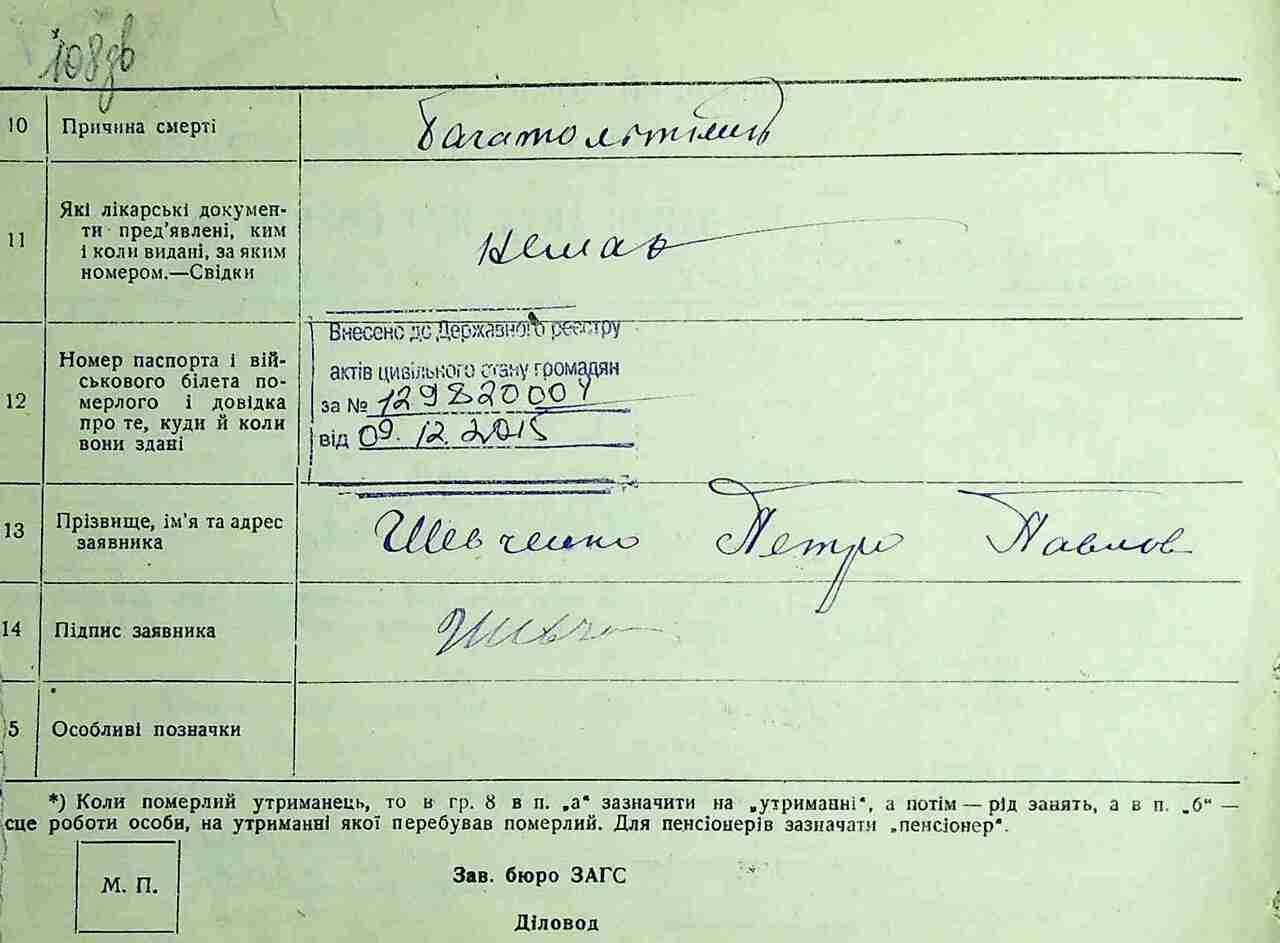 108зв
10 Причина смерті Багатолітіміть
11 Які лікарські докумен-
ти пред’явлені, ким
і коли видані, за яким
номером.—Свідки
немає
12 Номер паспорта і вій-
ськового білета по-
мерлого і довідка
про те, куди й коли
вони здані
Внесено до Державного реєстру
актів цивільного стану громадян
за №
від 09.12.2015
13 Прізвище, ім’я та адрес
заявника
Шевченко Петро Павлов
14 Підпис заявника Шевче
5 Особливі позначки
*) Коли померлий утриманець, то в гр. 8 в п. „а“ зазначити на „утриманні“, а потім — рід занять, а в п. „б“ —
сце роботи особи, на утриманні якої перебував померлий. Для пенсіонерів зазначати „пенсіонер“.
М. П.
Зав. бюро ЗАГС
Діловод